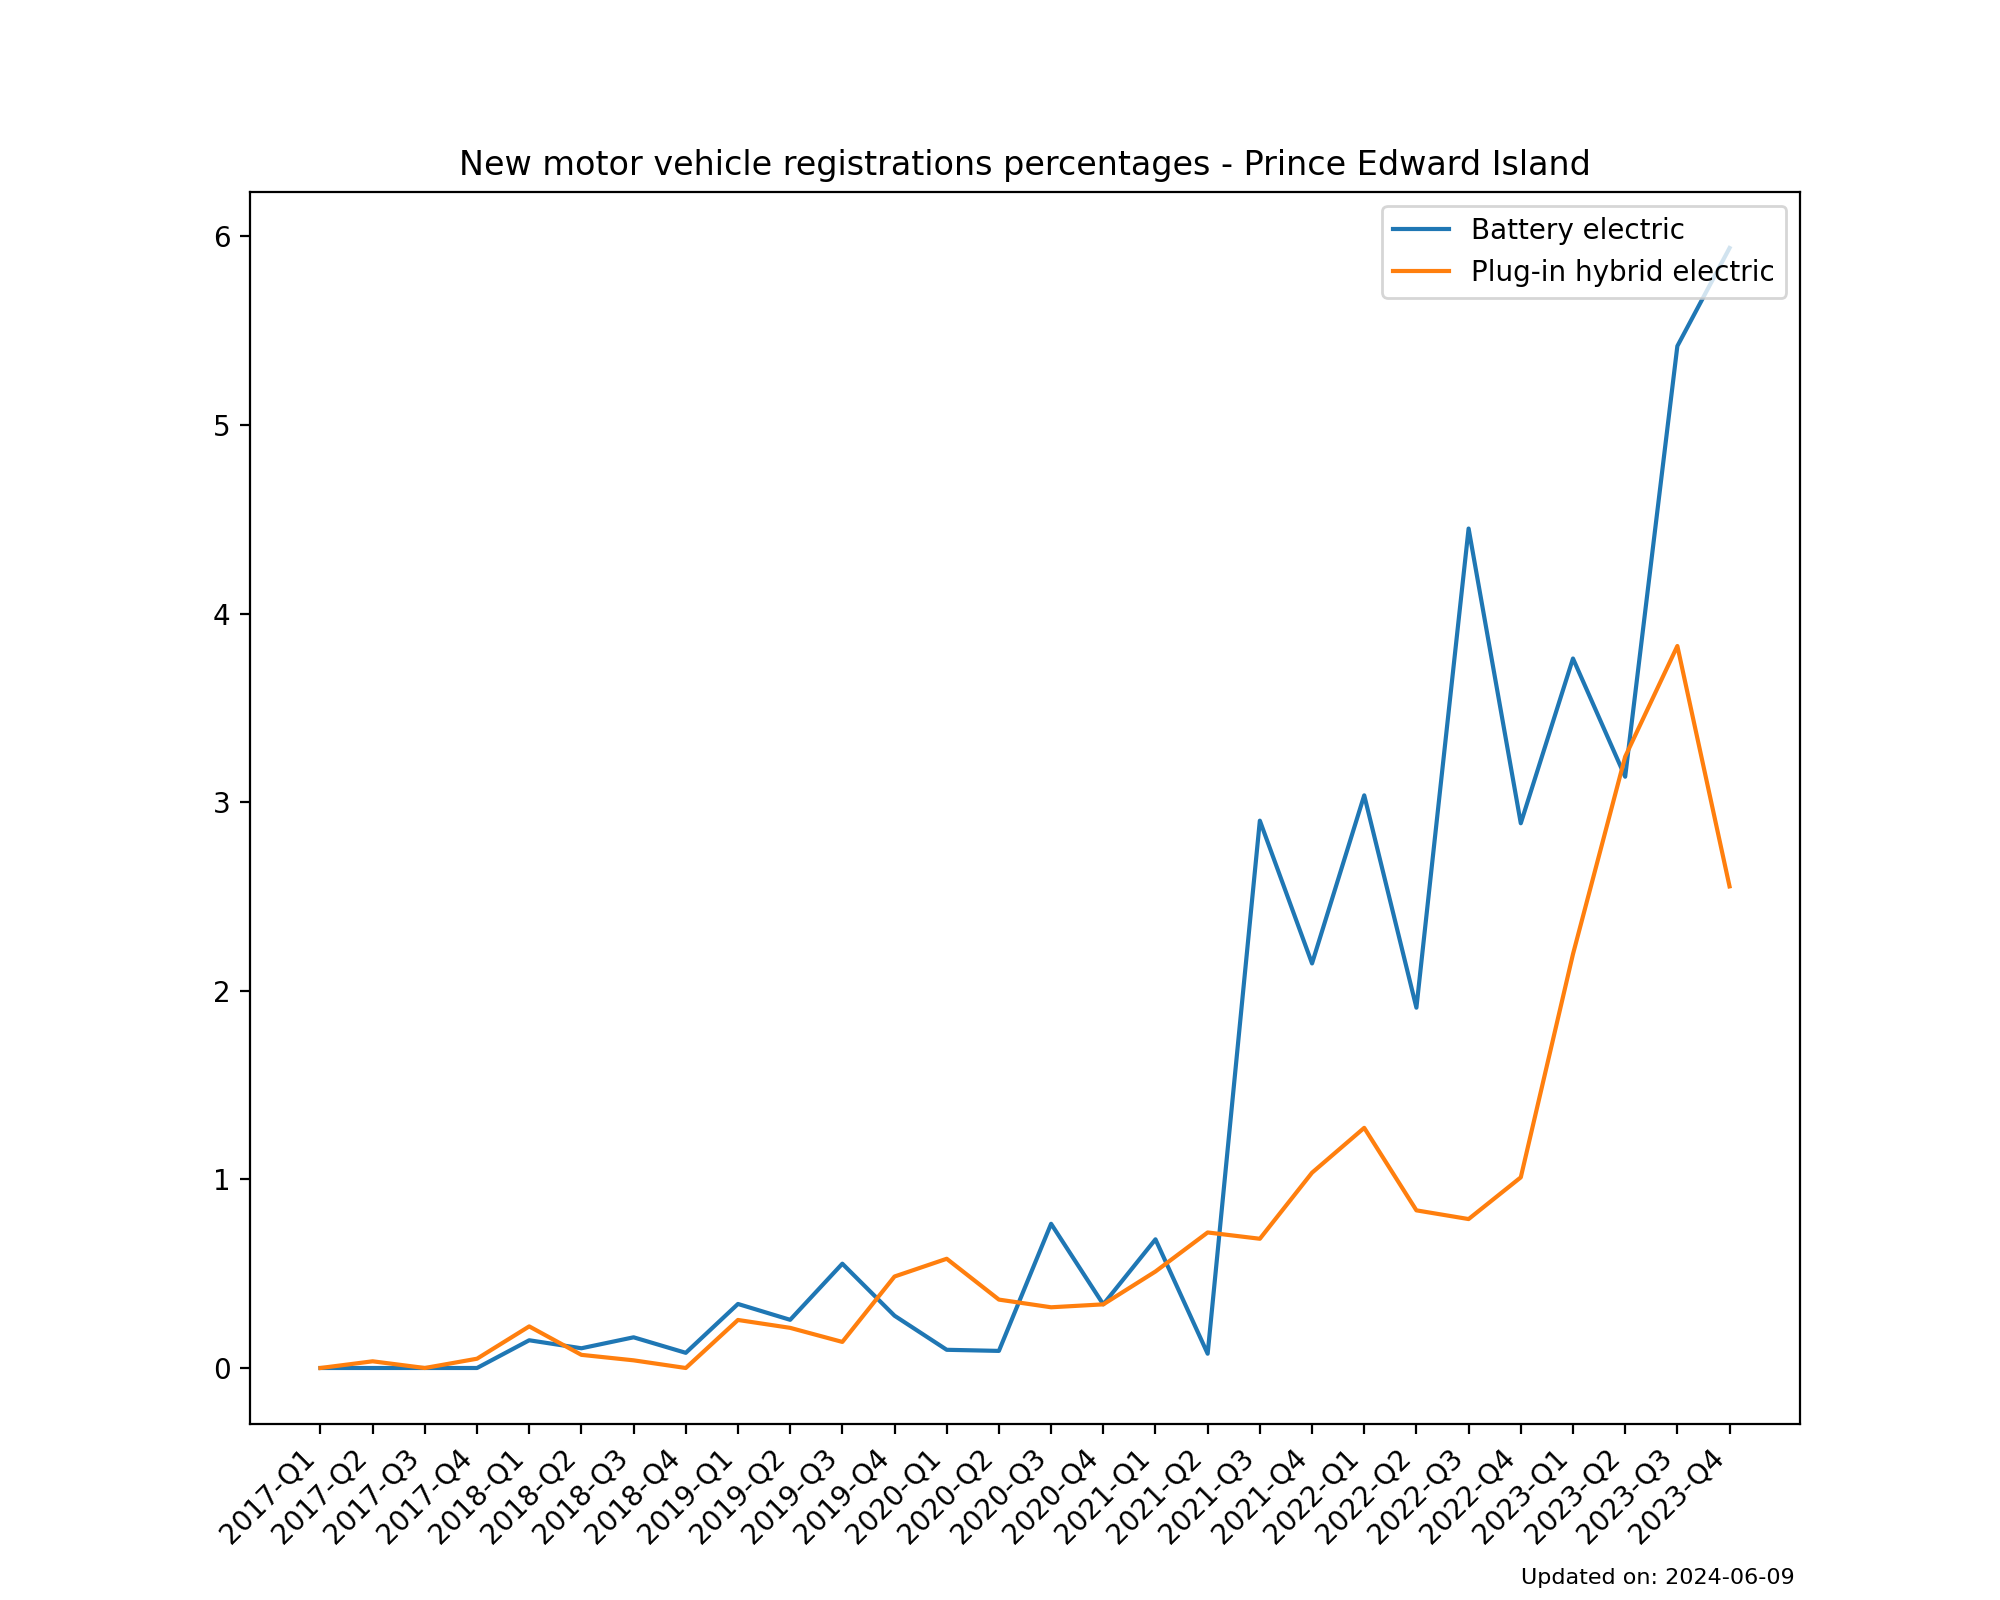 New motor vehicle registrations percentages - Prince Edward Island
Battery electric
Plug-in hybrid electric
6
5
4
3
2
1
0
2017-Q1
2017-Q2
2017-Q3
2017-Q4
2018-Q1
2018-Q2
2018-Q3
2018-Q4
2019-Q1
2019-Q2
2019-Q3
2019-Q4
2020-Q1
2020-Q2
2020-Q3
2020-Q4
2021-Q1
2021-Q2
2021-Q3
2021-Q4
2022-Q1
2022-Q2
2022-Q3
2022-Q4
2023-Q1
2023-Q2
2023-Q3
2023-Q4
Updated on: 2024-06-09